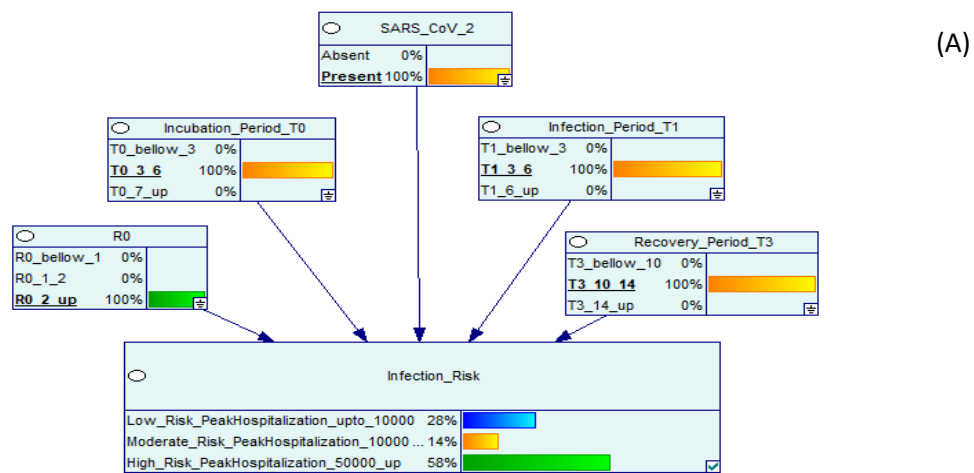 SARS_CoV_2
(A)
Absent 0%
Present 100%
Incubation_Period_T0
T0_bellow_3 0%
T0_3_6 100%
T0_7_up 0%
Infection_Period_T1
T1_bellow_3 0%
T1_3_6 100%
T1_6_up 0%
R0
R0_bellow_1 0%
R0_1_2 0%
R0_2_up 100%
Recovery_Period_T3
T3_bellow_10 0%
T3_10_14 100%
T3_14_up 0%
Infection_Risk
Low_Risk_PeakHospitalization_upto_10000 28%
Moderate_Risk_PeakHospitalization_10000 ... 14%
High_Risk_PeakHospitalization_50000_up 58%